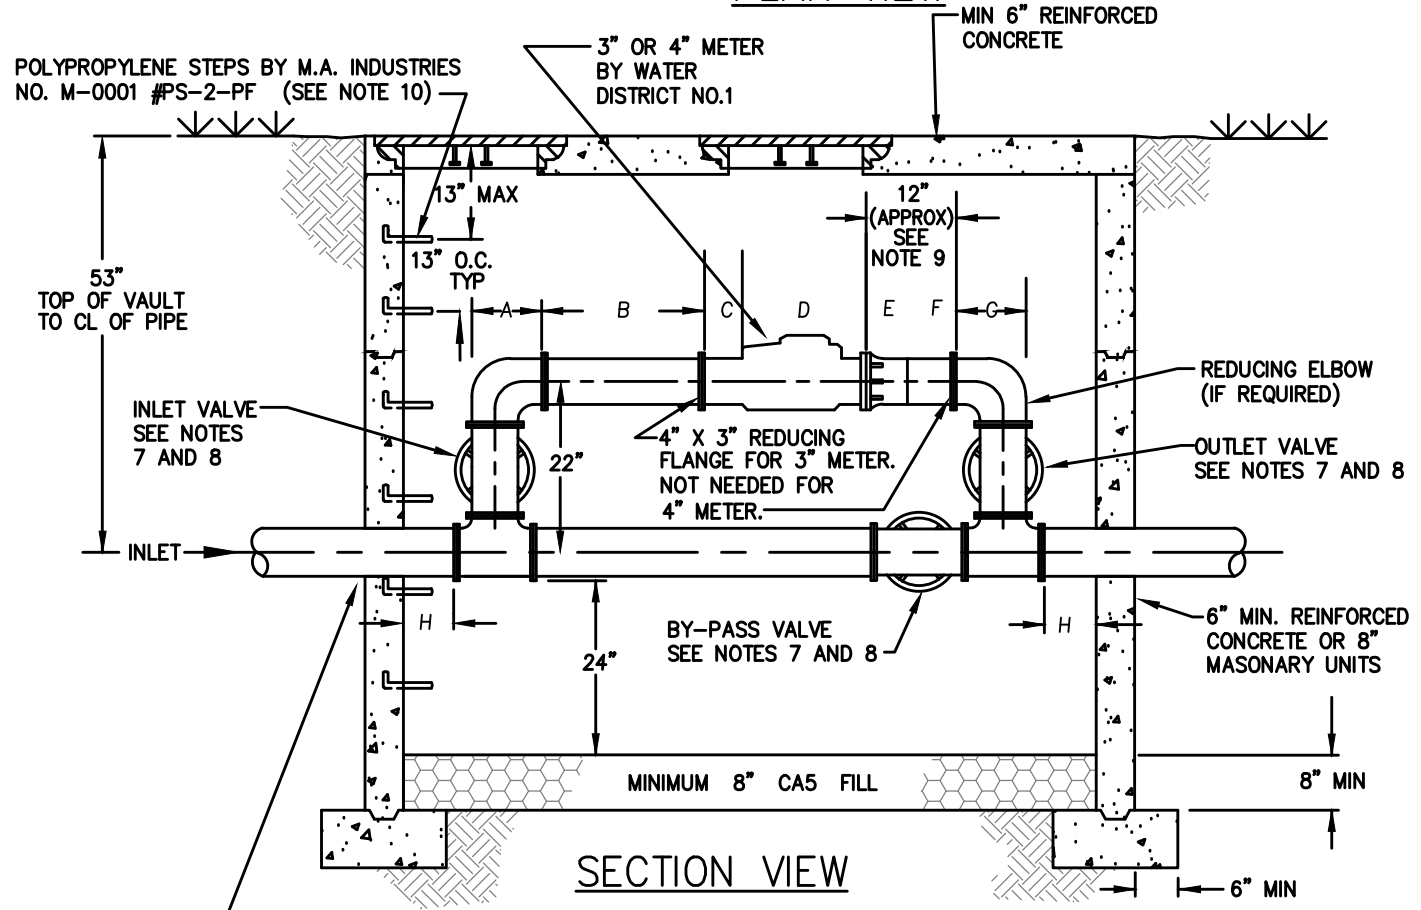 MIN 6" REINFORCED
CONCRETE
3" OR 4" METER
BY WATER
DISTRICT NO.1
POLYPROPYLENE STEPS BY M.A. INDUSTRIES
NO. M-0001 #PS-2-PF (SEE NOTE 10)
13" MAX
12"
(APPROX)
SEE
NOTE 9
13" O.C.
TYP
53"
TOP OF VAULT
TO CL OF PIPE
A
B
C
D
E
F
G
REDUCING ELBOW
(IF REQUIRED)
INLET VALVE
SEE NOTES
7 AND 8
22"
4" X 3" REDUCING
FLANGE FOR 3" METER.
NOT NEEDED FOR
4" METER.
OUTLET VALVE
SEE NOTES 7 AND 8
INLET
H
BY-PASS VALVE
SEE NOTES 7 AND 8
H
6" MIN. REINFORCED
CONCRETE OR 8"
MASONARY UNITS
24"
MINIMUM 8" CA5 FILL
8" MIN
SECTION VIEW
6" MIN